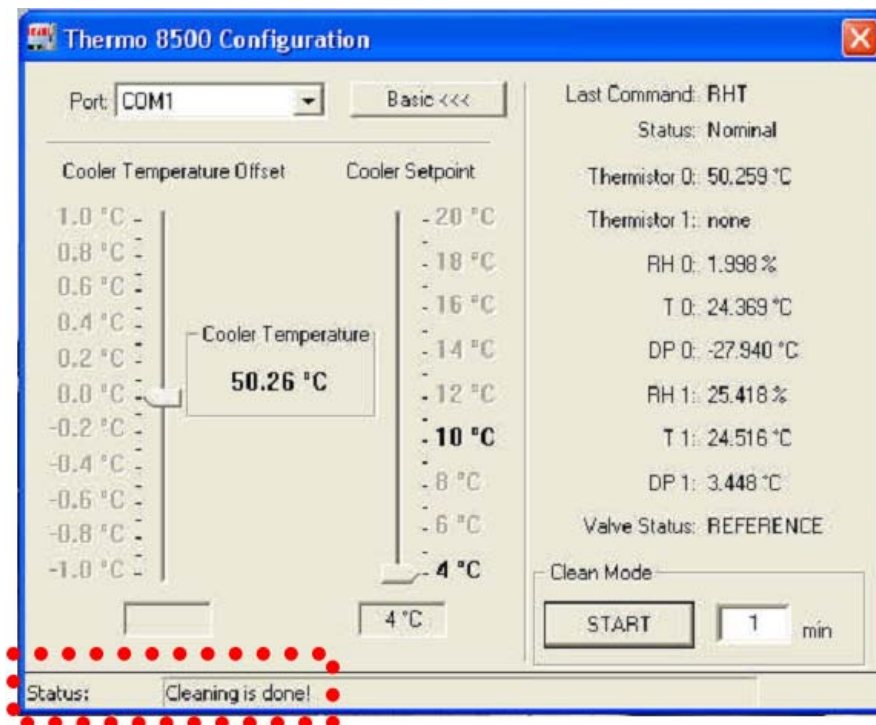 Thermo 8500 Configuration
Port: COM1
Basic <<<
Cooler Temperature Offset
1.0 °C
0.8 °C
0.6 °C
0.4 °C
0.2 °C
0.0 °C
-0.2 °C
-0.4 °C
-0.6 °C
-0.8 °C
-1.0 °C
Cooler Temperature
50.26 °C
Cooler Setpoint
20 °C
18 °C
16 °C
14 °C
12 °C
10 °C
8 °C
6 °C
4 °C
4 °C
Last Command: RHT
Status: Nominal
Thermistor 0: 50.259 °C
Thermistor 1: none
RH 0: 1.998 %
T 0: 24.369 °C
DP 0: -27.940 °C
RH 1: 25.418 %
T 1: 24.516 °C
DP 1: 3.448 °C
Valve Status: REFERENCE
Clean Mode
START 1 min
Status: Cleaning is done!